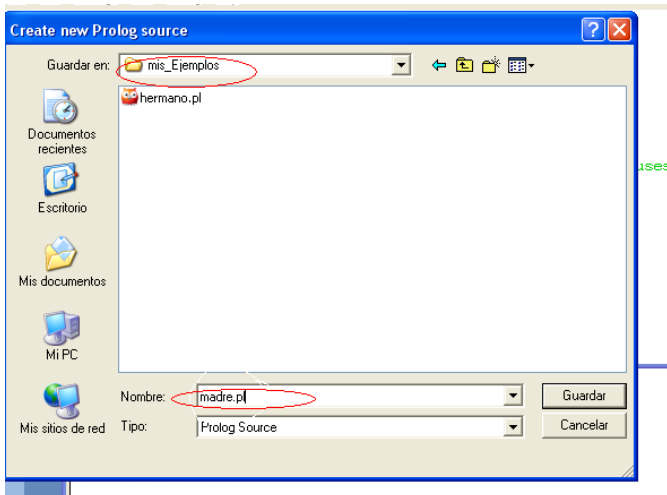 Create new Prolog source
Guardar en: mis_Ejemplos
hermano.pl
Documentos
recientes
Escritorio
Mis documentos
Mi PC
Mis sitios de red
Nombre: madre.pl Guardar
Tipo: Prolog Source Cancelar
uses